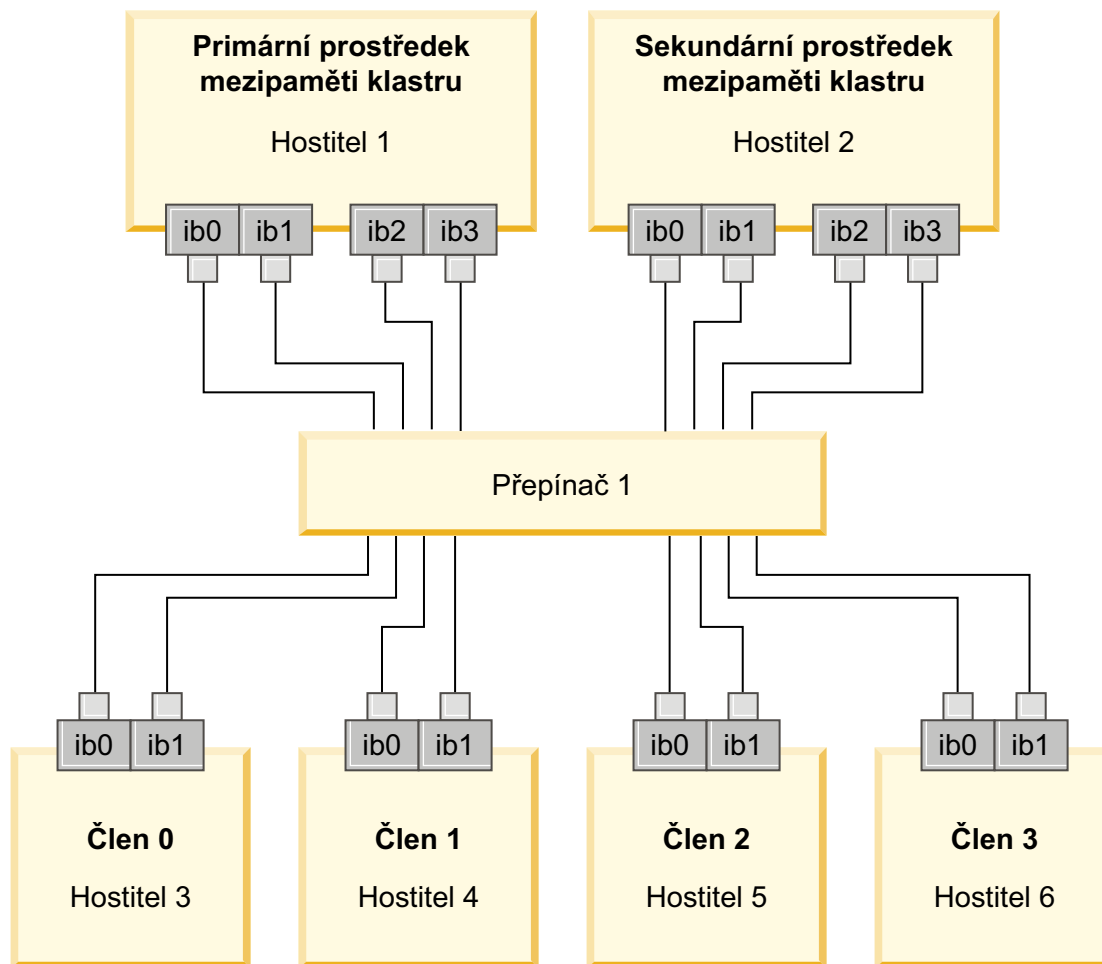 Primární prostředek
mezipaměti klastru
Hostitel 1
ib0 ib1 ib2 ib3
Sekundární prostředek
mezipaměti klastru
Hostitel 2
ib0 ib1 ib2 ib3
Přepínač 1
ib0 ib1
Člen 0
Hostitel 3
ib0 ib1
Člen 1
Hostitel 4
ib0 ib1
Člen 2
Hostitel 5
ib0 ib1
Člen 3
Hostitel 6